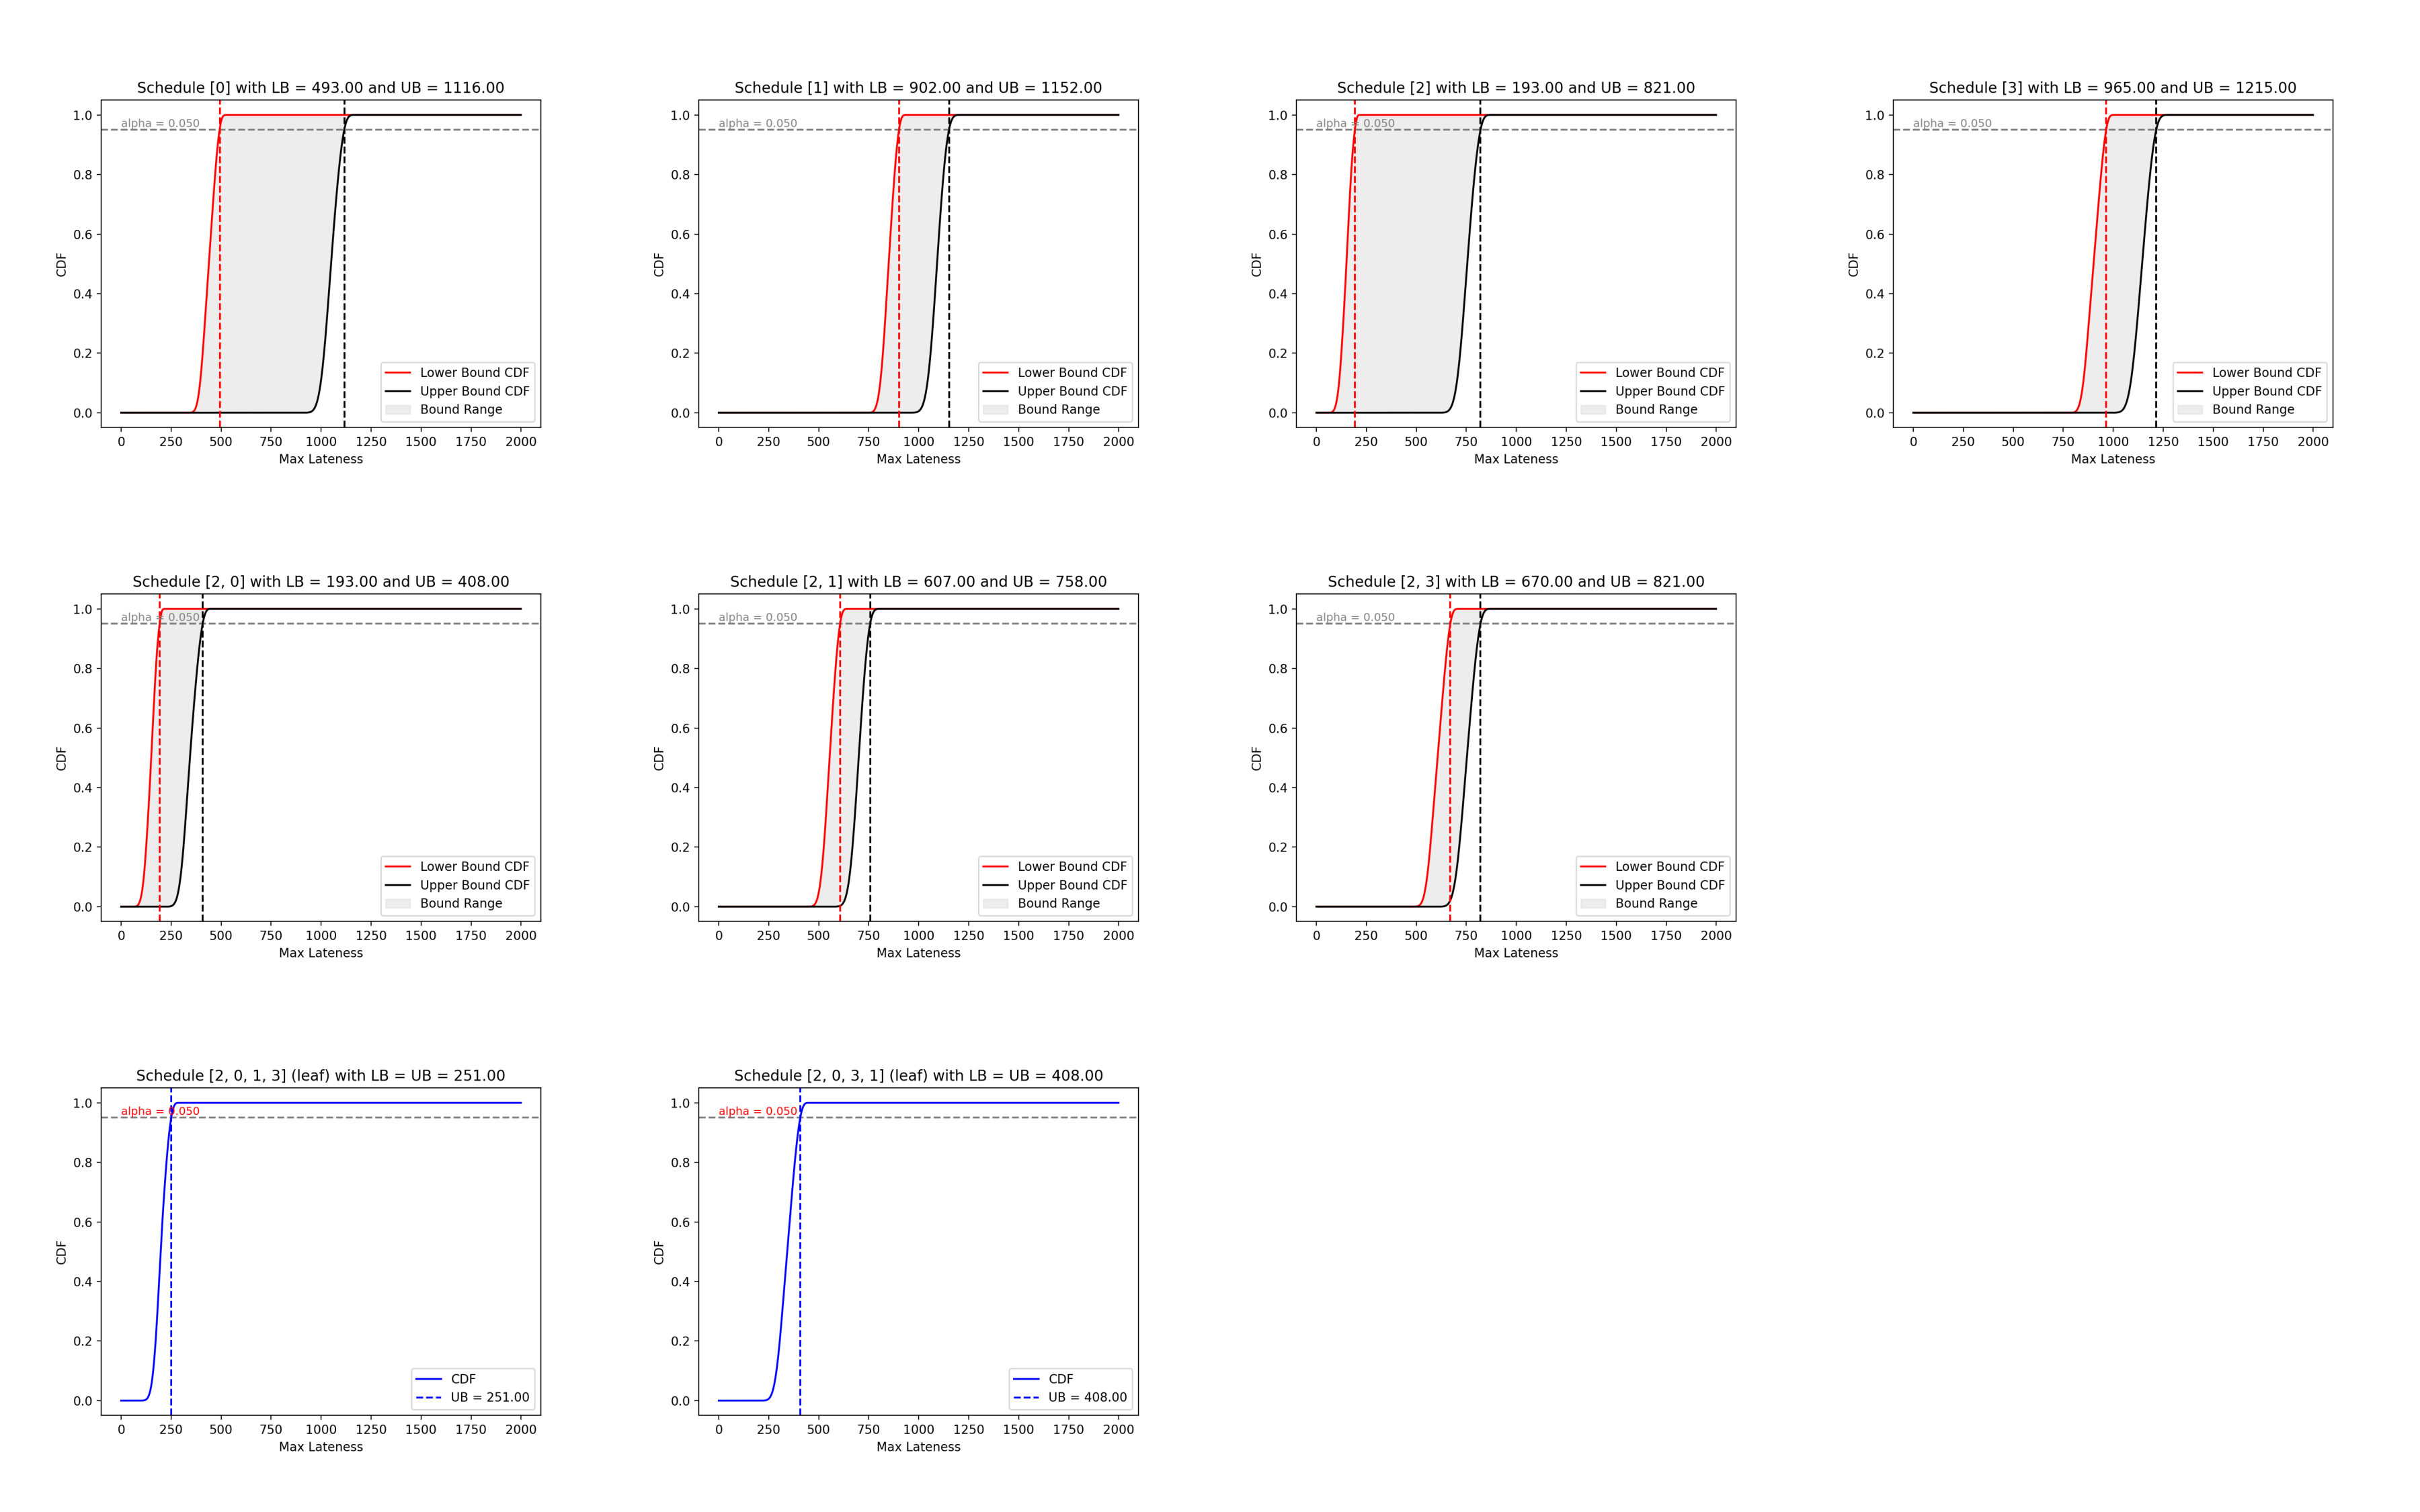 Schedule [0] with LB = 493.00 and UB = 1116.00
1.0
alpha = 0.050
0.8
0.6
CDF
0.4
0.2
0.0
Lower Bound CDF
Upper Bound CDF
Bound Range
0 250 500 750 1000 1250 1500 1750 2000
Max Lateness
Schedule [1] with LB = 902.00 and UB = 1152.00
1.0
alpha = 0.050
0.8
0.6
CDF
0.4
0.2
0.0
Lower Bound CDF
Upper Bound CDF
Bound Range
0 250 500 750 1000 1250 1500 1750 2000
Max Lateness
Schedule [2] with LB = 193.00 and UB = 821.00
1.0
alpha = 0.050
0.8
0.6
CDF
0.4
0.2
0.0
Lower Bound CDF
Upper Bound CDF
Bound Range
0 250 500 750 1000 1250 1500 1750 2000
Max Lateness
Schedule [3] with LB = 965.00 and UB = 1215.00
1.0
alpha = 0.050
0.8
0.6
CDF
0.4
0.2
0.0
Lower Bound CDF
Upper Bound CDF
Bound Range
0 250 500 750 1000 1250 1500 1750 2000
Max Lateness
Schedule [2, 0] with LB = 193.00 and UB = 408.00
1.0
alpha = 0.050
0.8
0.6
CDF
0.4
0.2
0.0
Lower Bound CDF
Upper Bound CDF
Bound Range
0 250 500 750 1000 1250 1500 1750 2000
Max Lateness
Schedule [2, 1] with LB = 607.00 and UB = 758.00
1.0
alpha = 0.050
0.8
0.6
CDF
0.4
0.2
0.0
Lower Bound CDF
Upper Bound CDF
Bound Range
0 250 500 750 1000 1250 1500 1750 2000
Max Lateness
Schedule [2, 3] with LB = 670.00 and UB = 821.00
1.0
alpha = 0.050
0.8
0.6
CDF
0.4
0.2
0.0
Lower Bound CDF
Upper Bound CDF
Bound Range
0 250 500 750 1000 1250 1500 1750 2000
Max Lateness
Schedule [2, 0, 1, 3] (leaf) with LB = UB = 251.00
1.0
alpha = 0.050
0.8
0.6
CDF
0.4
0.2
0.0
CDF
UB = 251.00
0 250 500 750 1000 1250 1500 1750 2000
Max Lateness
Schedule [2, 0, 3, 1] (leaf) with LB = UB = 408.00
1.0
alpha = 0.050
0.8
0.6
CDF
0.4
0.2
0.0
CDF
UB = 408.00
0 250 500 750 1000 1250 1500 1750 2000
Max Lateness